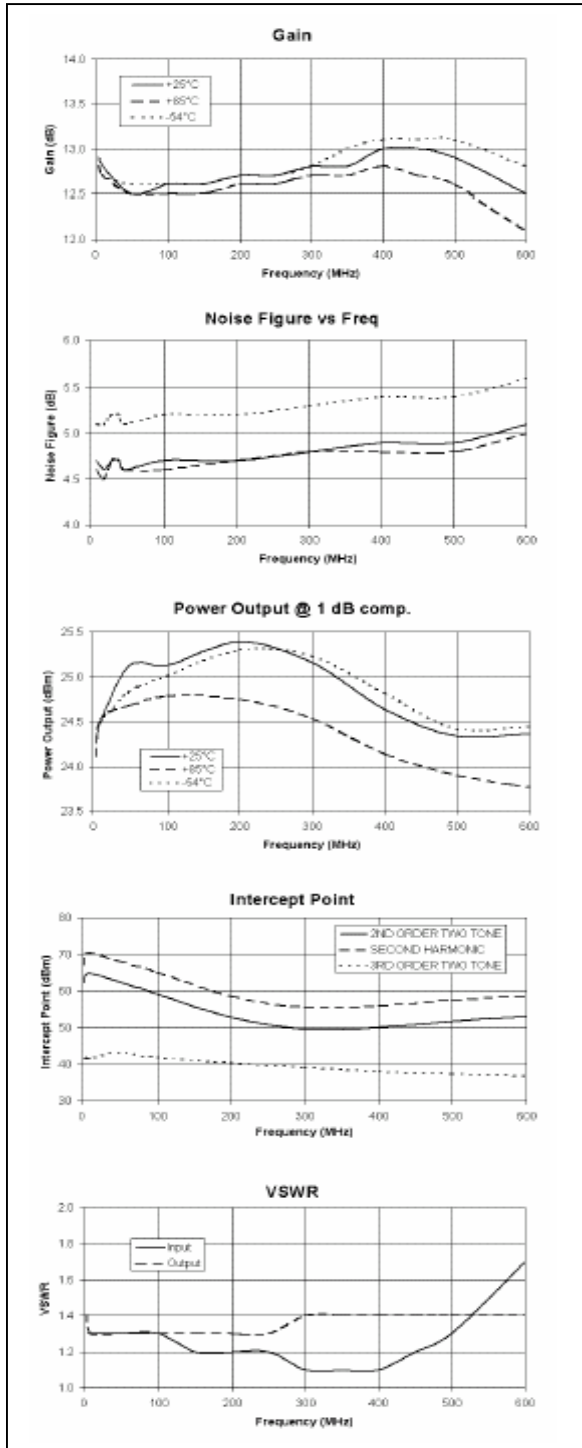 Gain
14.0
+25°C
+85°C
-54°C
13.5
13.0
12.5
12.0
Gain (dB)
0 100 200 300 400 500 600
Frequency (MHz)
Noise Figure vs Freq
6.0
5.5
5.0
4.5
4.0
Noise Figure (dB)
0 100 200 300 400 500 600
Frequency (MHz)
Power Output @ 1 dB comp.
25.5
25.0
24.5
24.0
23.5
Power Output (dBm)
+25°C
+85°C
-54°C
0 100 200 300 400 500 600
Frequency (MHz)
Intercept Point
80
70
60
50
40
30
Intercept Point (dBm)
2ND ORDER TWO TONE
SECOND HARMONIC
3RD ORDER TWO TONE
0 100 200 300 400 500 600
Frequency (MHz)
VSWR
2.0
1.8
1.6
1.4
1.2
1.0
VSWR
Input
Output
0 100 200 300 400 500 600
Frequency (MHz)